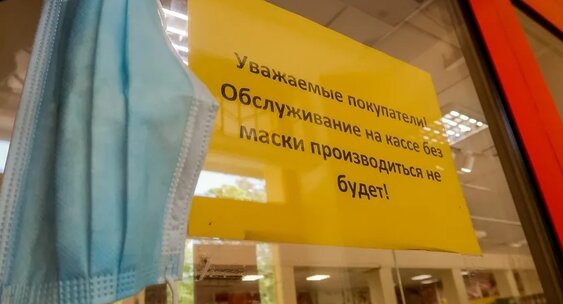 Уважаемые покупатели!
Обслуживание на кассе без
маски производиться не
будет!